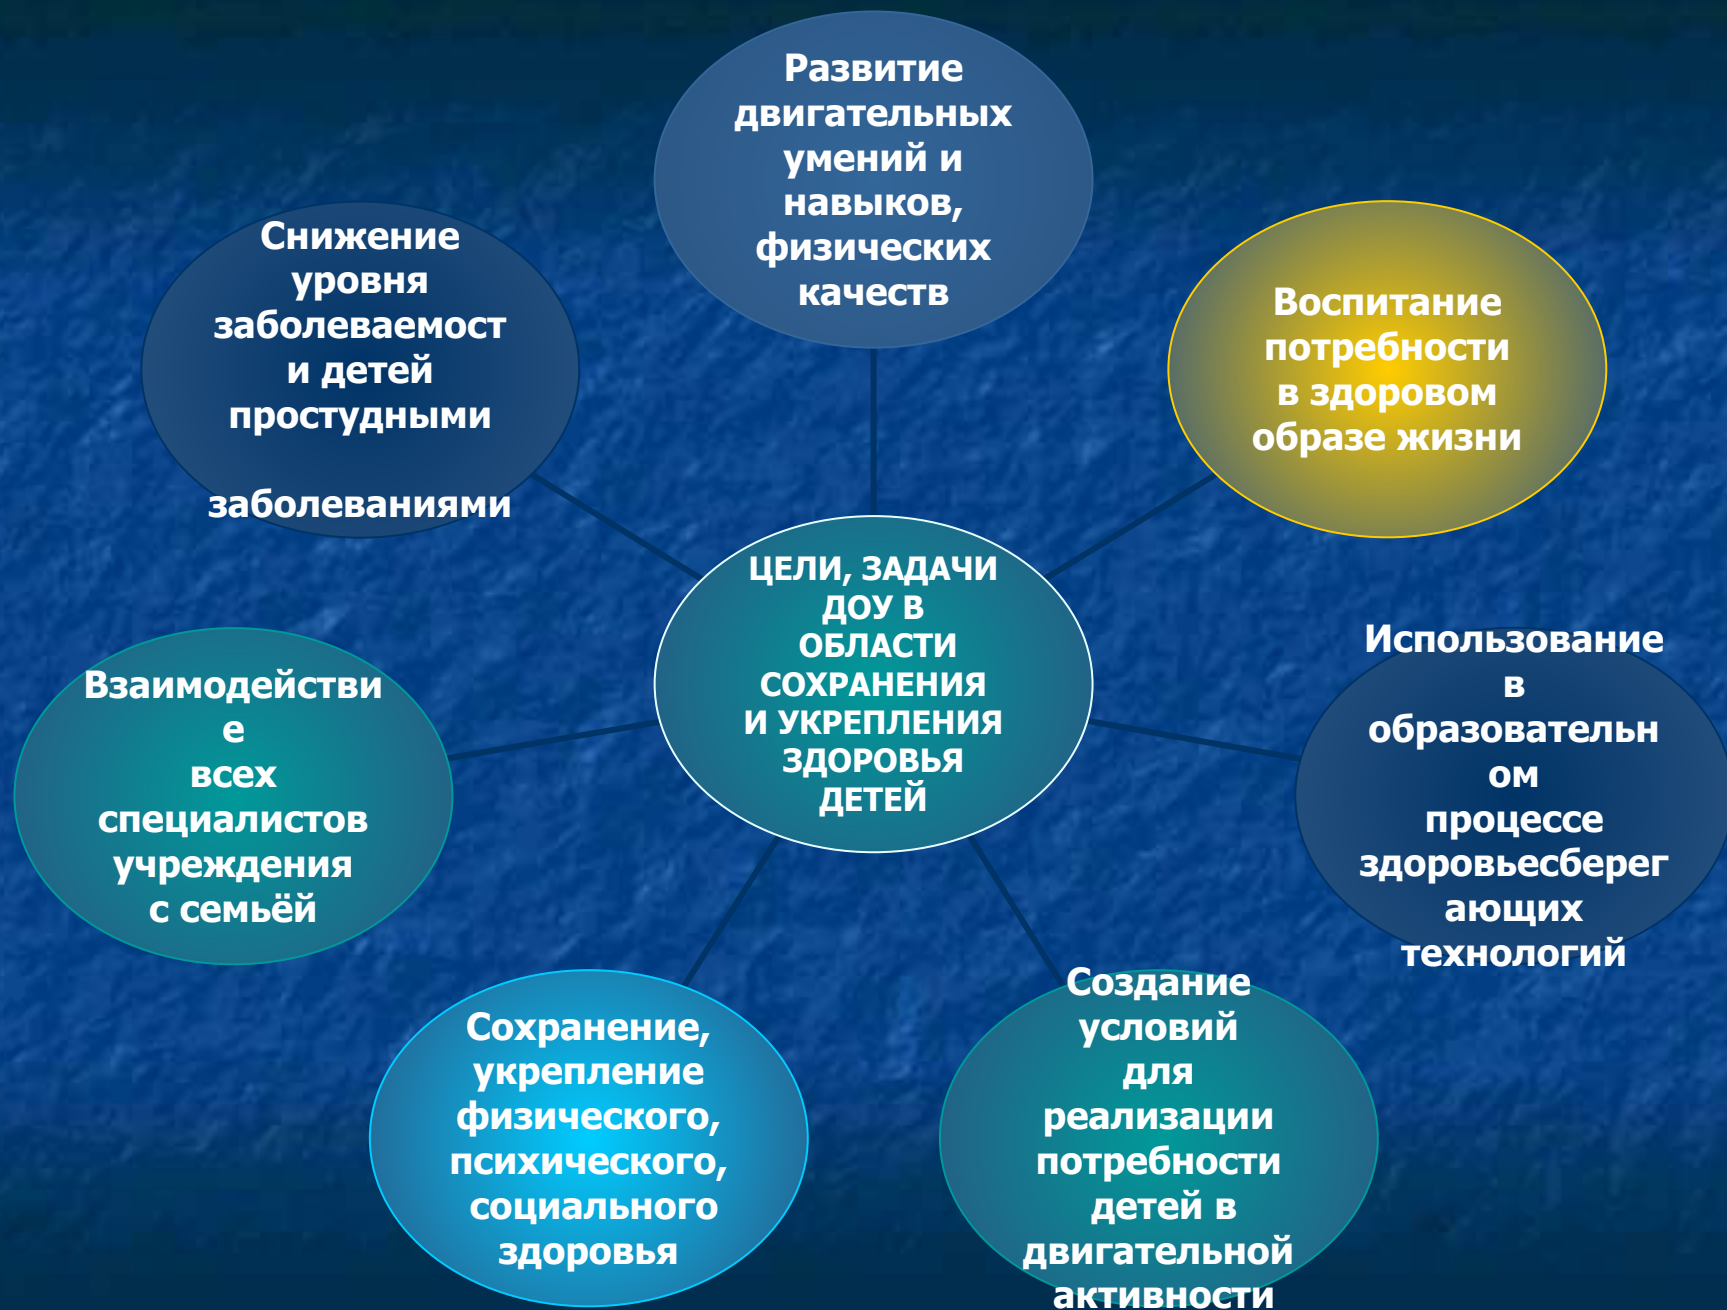 Развитие
двигательных
умений и
навыков,
физических
качеств
Снижение
уровня
заболеваемост
и детей
простудными
заболеваниями
Воспитание
потребности
в здоровом
образе жизни
ЦЕЛИ, ЗАДАЧИ
ДОУ В
ОБЛАСТИ
СОХРАНЕНИЯ
И УКРЕПЛЕНИЯ
ЗДОРОВЬЯ
ДЕТЕЙ
Взаимодействи
е
всех
специалистов
учреждения
с семьёй
Использование
в
образовательн
ом
процессе
здоровьесберег
ающих
технологий
Сохранение,
укрепление
физического,
психического,
социального
здоровья
Создание
условий
для
реализации
потребности
детей в
двигательной
активности